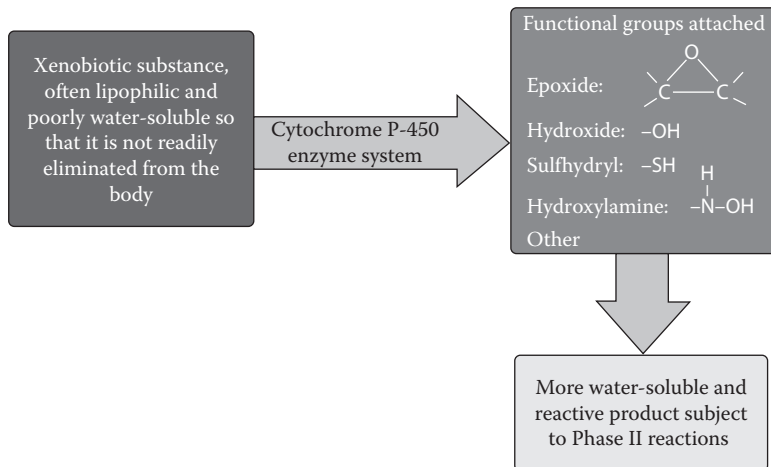 Xenobiotic substance,
often lipophilic and
poorly water-soluble so
that it is not readily
eliminated from the
body
Cytochrome P-450
enzyme system
Functional groups attached
O
Epoxide: C C
Hydroxide: –OH
Sulfhydryl: –SH
H
Hydroxylamine: –N–OH
Other
More water-soluble and
reactive product subject
to Phase II reactions